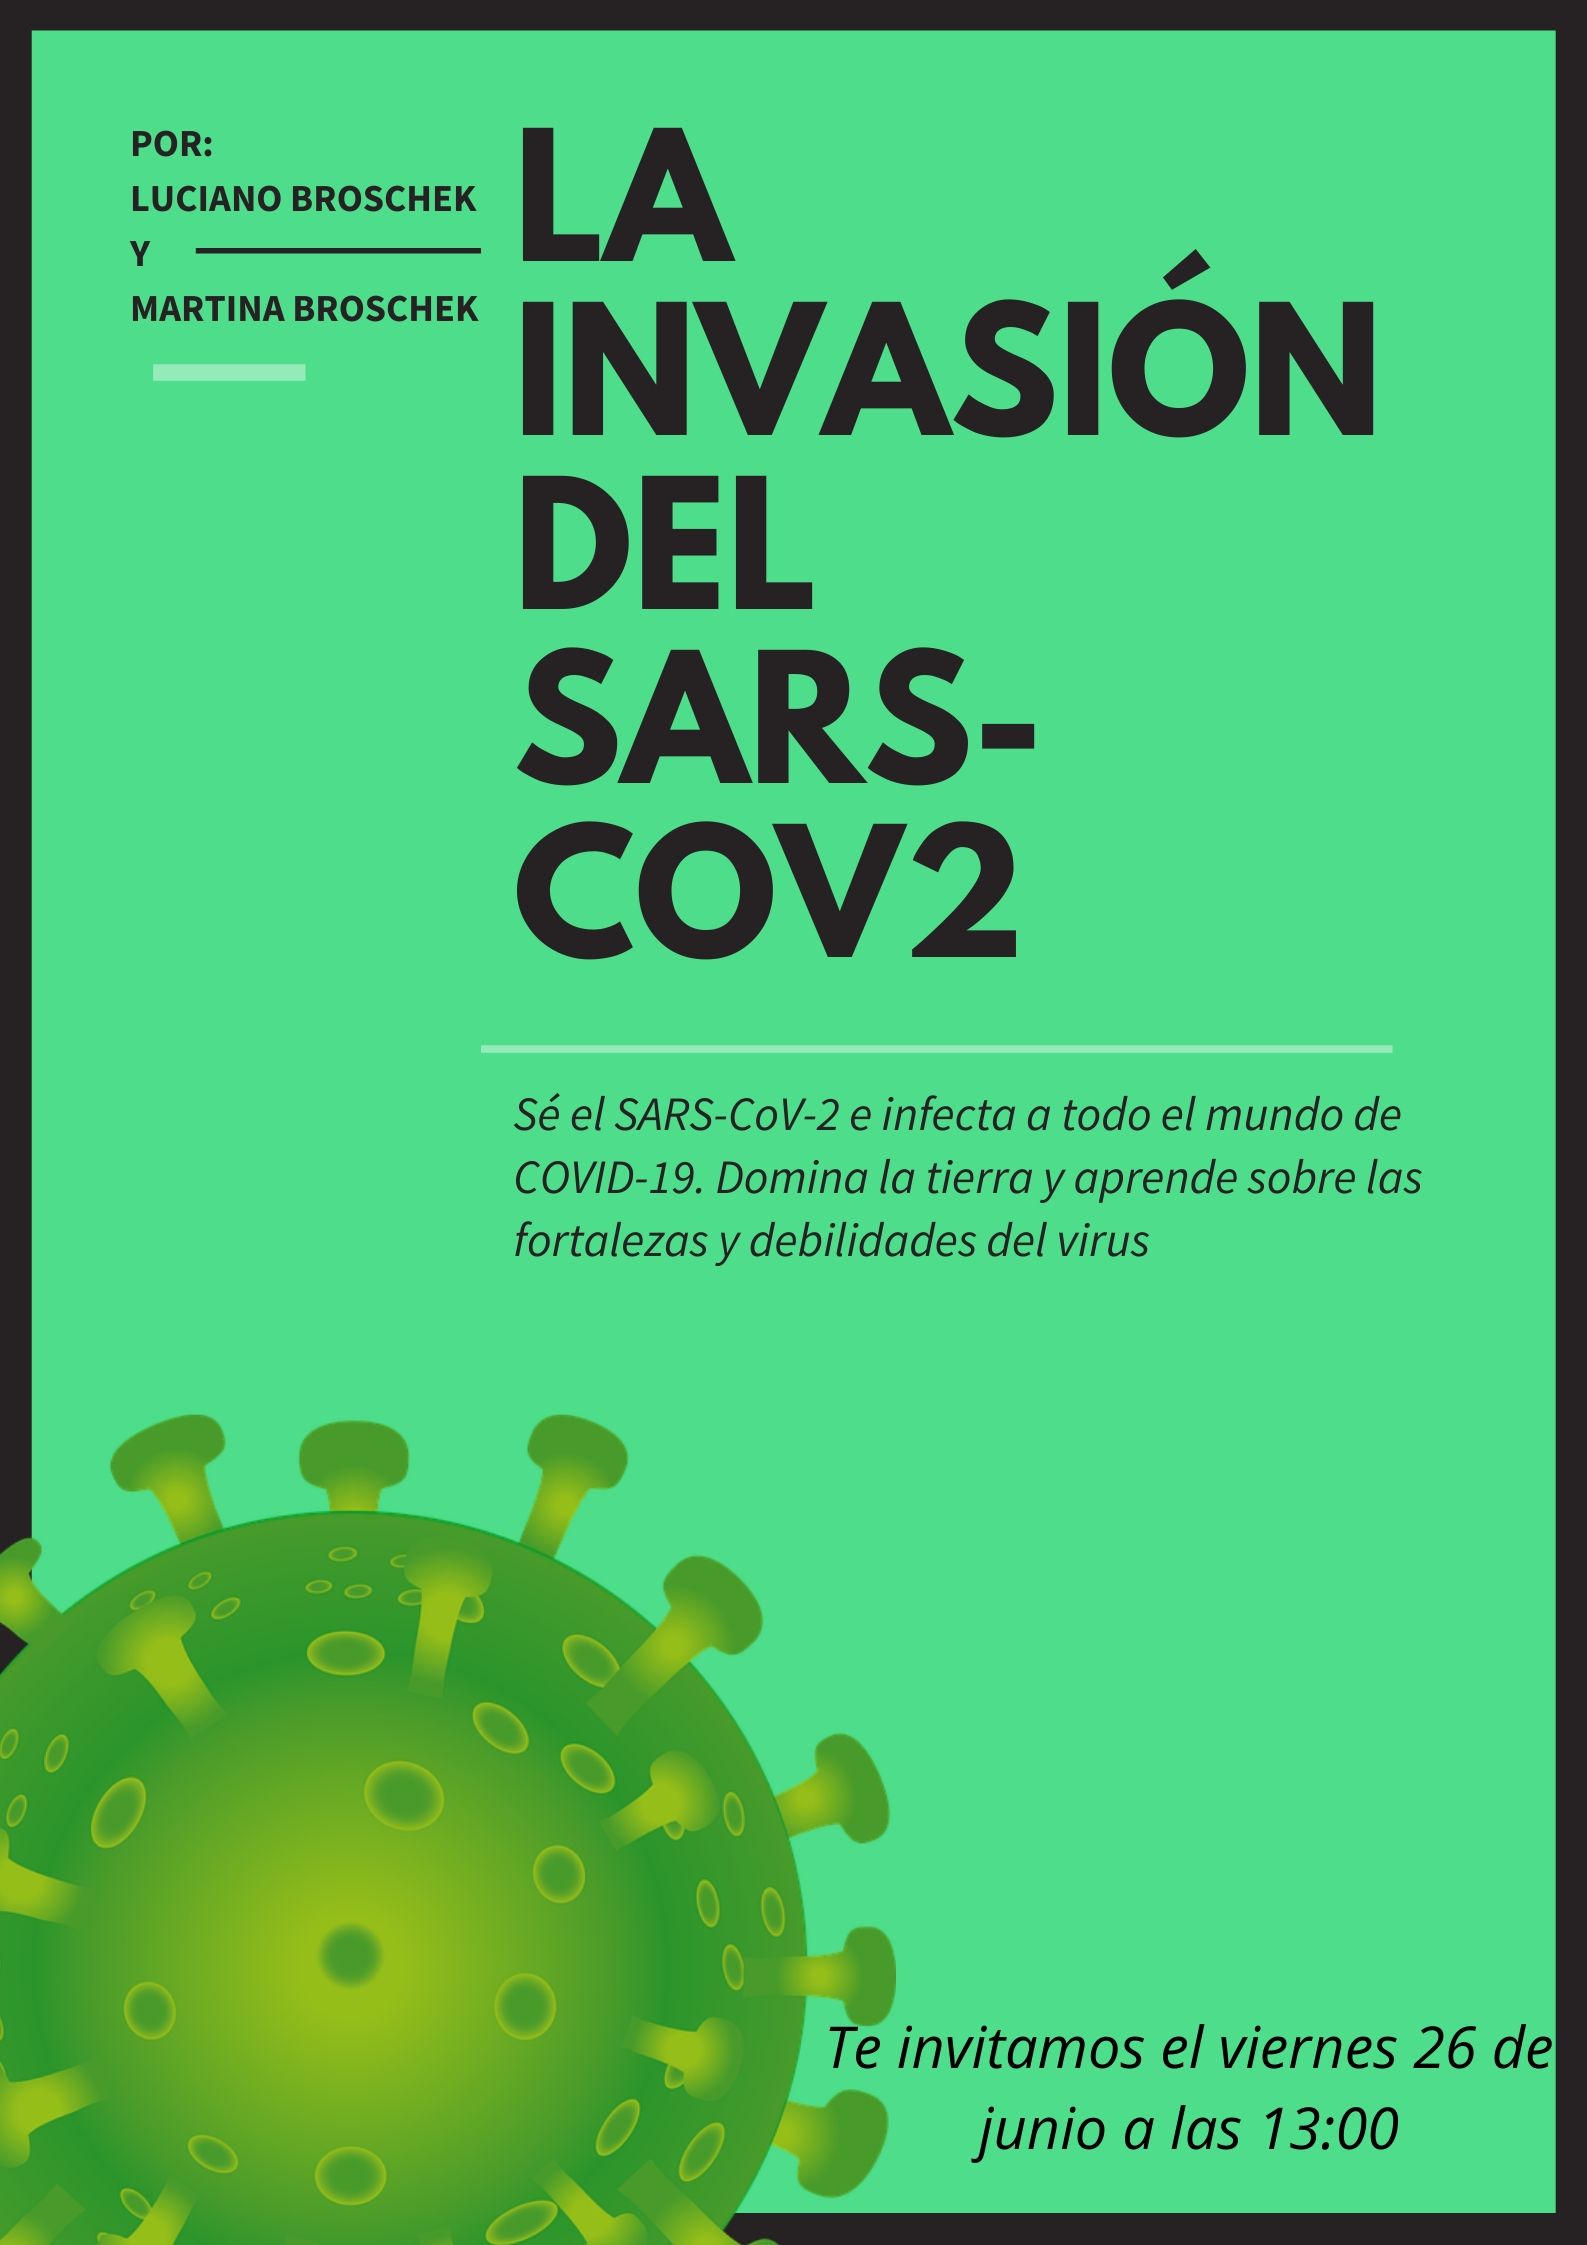 POR:
LUCIANO BROSCHEK
Y
MARTINA BROSCHEK
LA
INVASIÓN
DEL
SARS-
COV2
Sé el SARS-CoV-2 e infecta a todo el mundo de
COVID-19. Domina la tierra y aprende sobre las
fortalezas y debilidades del virus
Te invitamos el viernes 26 de
junio a las 13:00